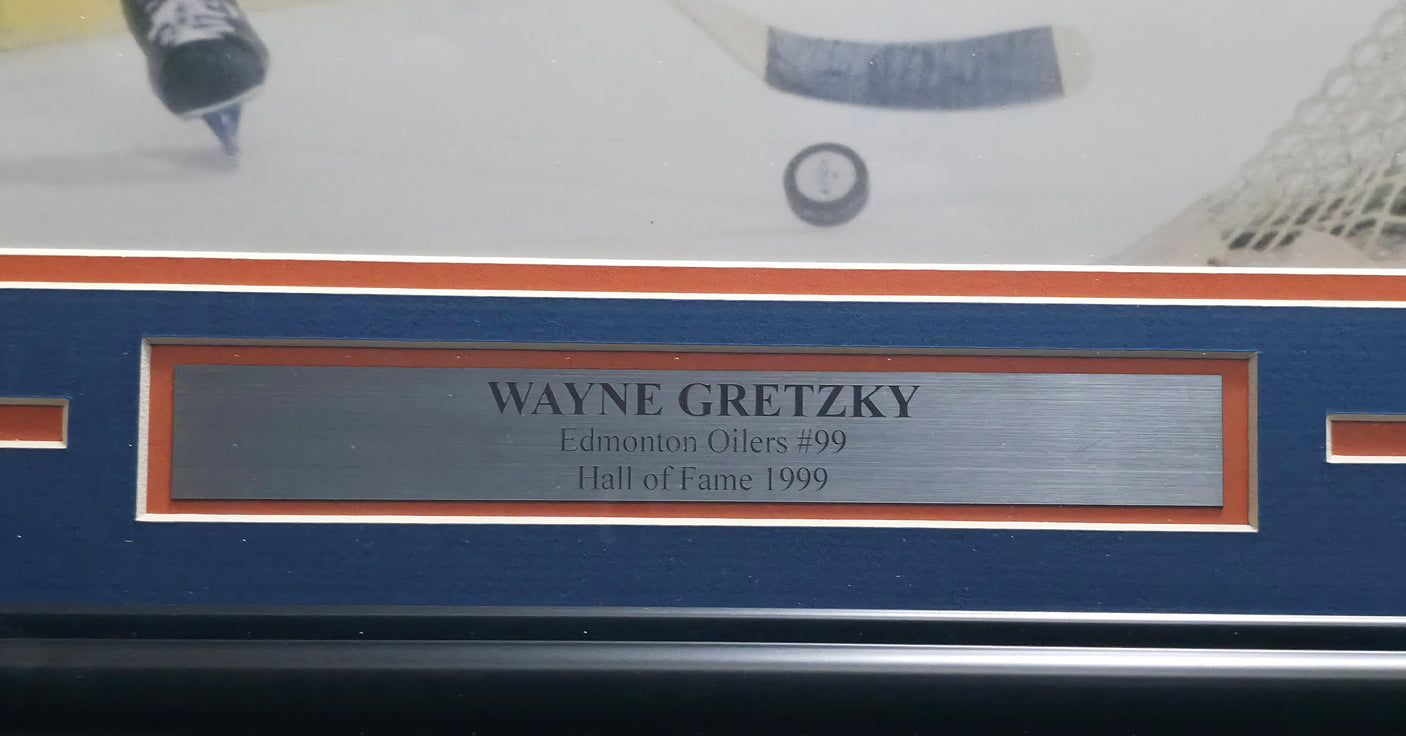 WAYNE GRETZKY
Edmonton Oilers #99
Hall of Fame 1999